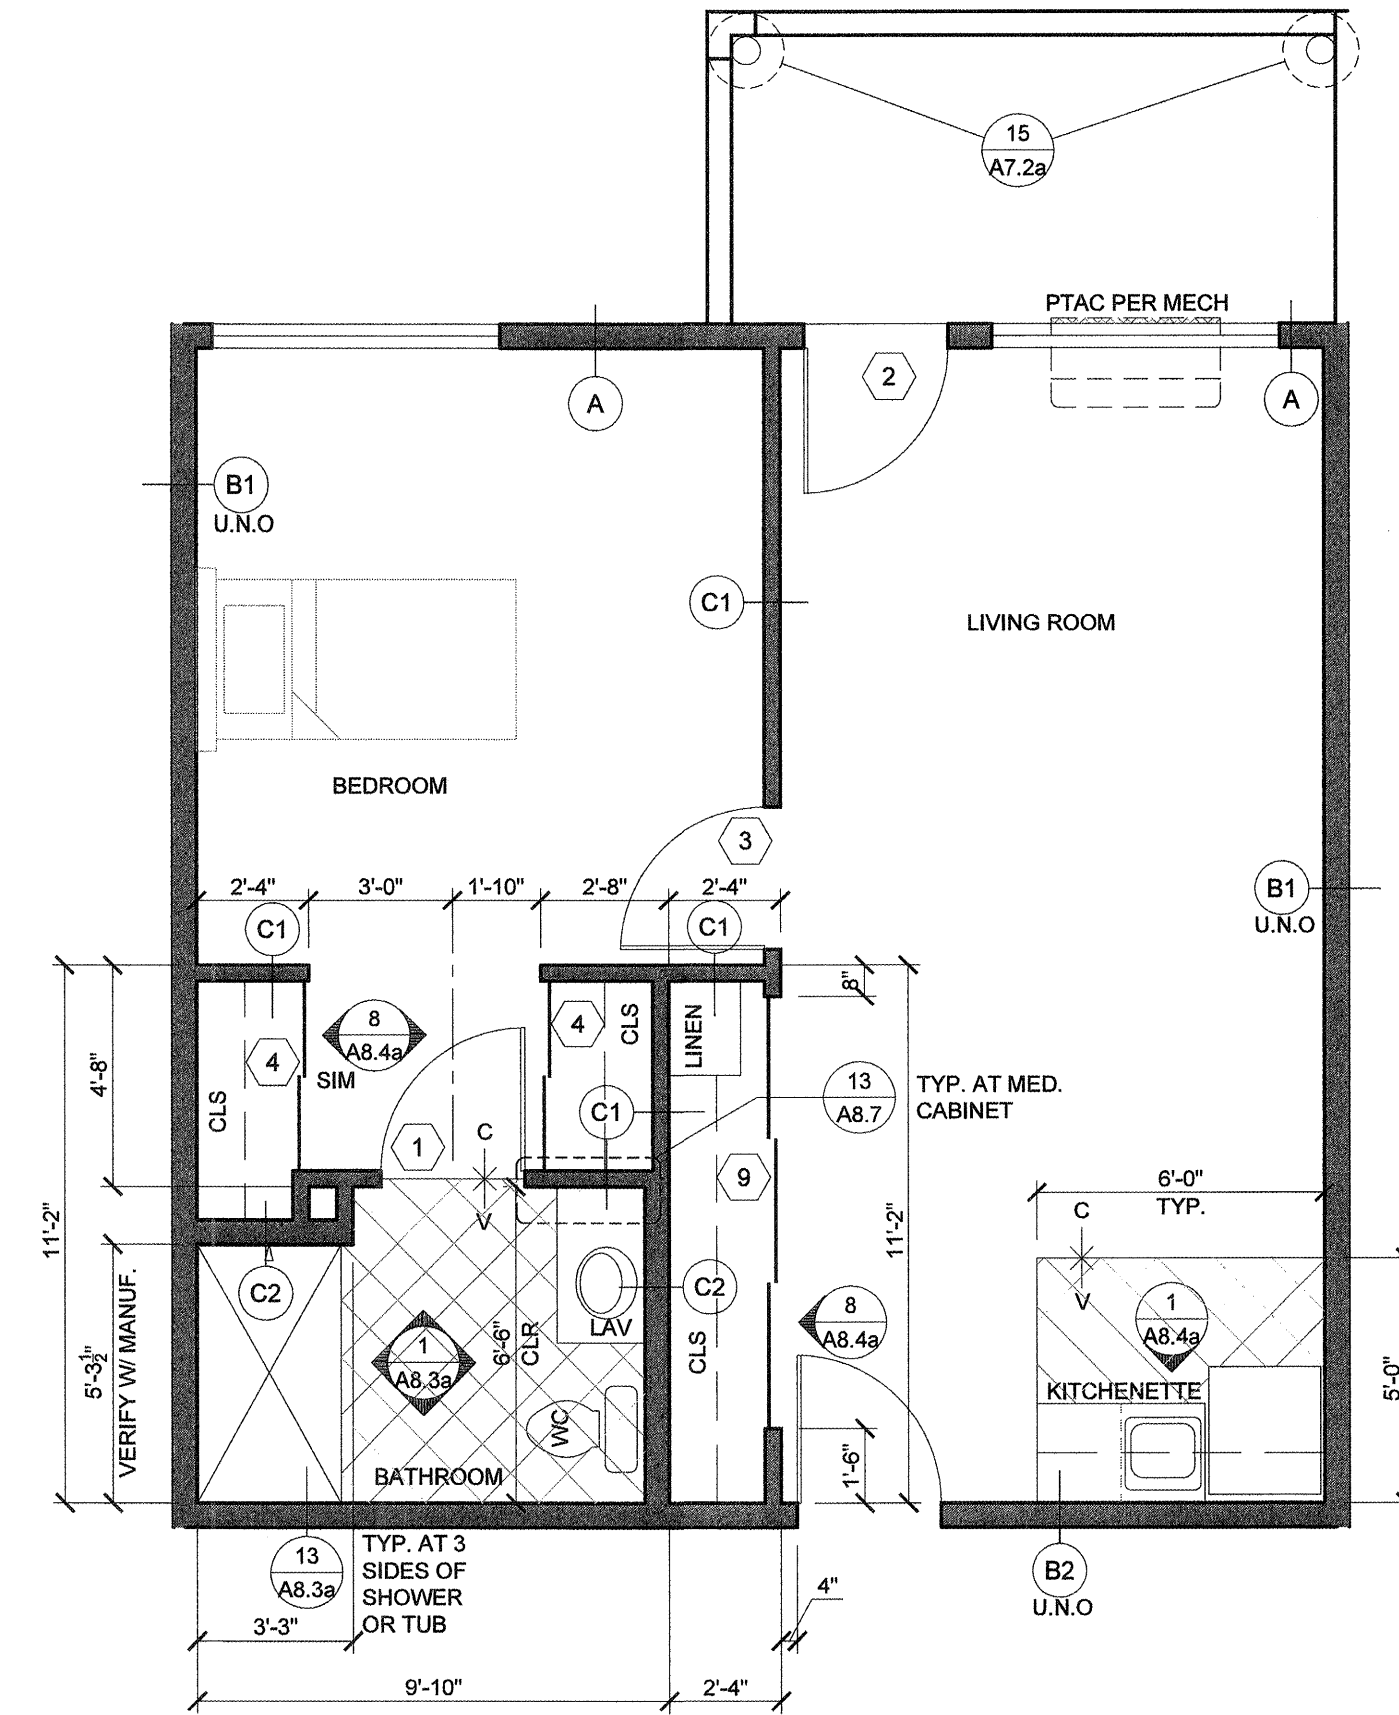 15
A7.2a
PTAC PER MECH
2
A
A
B1
U.N.O
C1
LIVING ROOM
BEDROOM
3
2'-4"
3'-0"
1'-10"
2'-8"
2'-4"
B1
U.N.O
C1
C1
8"
8
A8.4a
SIM
4
4
CLS
CLS
LINEN
4'-8"
13
A8.7
TYP. AT MED.
CABINET
C1
1
C
V
9
6'-0"
TYP.
11'-2"
11'-2"
C
V
C2
C2
LAV
5'-3 1/2"
VERIFY W/ MANUF.
6'-6"
CLR
1
A8.3a
CLS
8
A8.4a
1
A8.4a
KITCHENETTE
5'-0"
WC
BATHROOM
1'-6"
13
A8.3a
TYP. AT 3
SIDES OF
SHOWER
OR TUB
B2
U.N.O
4"
3'-3"
9'-10"
2'-4"